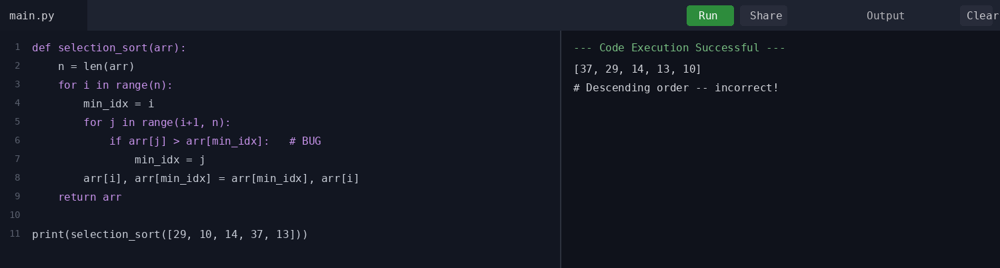 main.py
Run
Share
Output
Clear
1 def selection_sort(arr):
2     n = len(arr)
3     for i in range(n):
4         min_idx = i
5         for j in range(i+1, n):
6             if arr[j] > arr[min_idx]:   # BUG
7                 min_idx = j
8         arr[i], arr[min_idx] = arr[min_idx], arr[i]
9     return arr
10
11 print(selection_sort([29, 10, 14, 37, 13]))
--- Code Execution Successful ---
[37, 29, 14, 13, 10]
# Descending order -- incorrect!